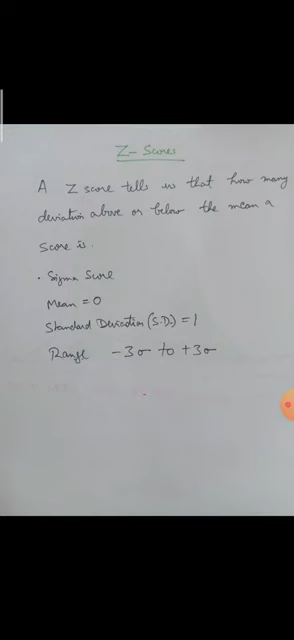 Z-Scores
A Z score tells us that how many
deviation above or below the mean a
score is.
· Sigma Score
Mean = 0
Standard Deviation (S.D.) = 1
Range -3σ to +3σ